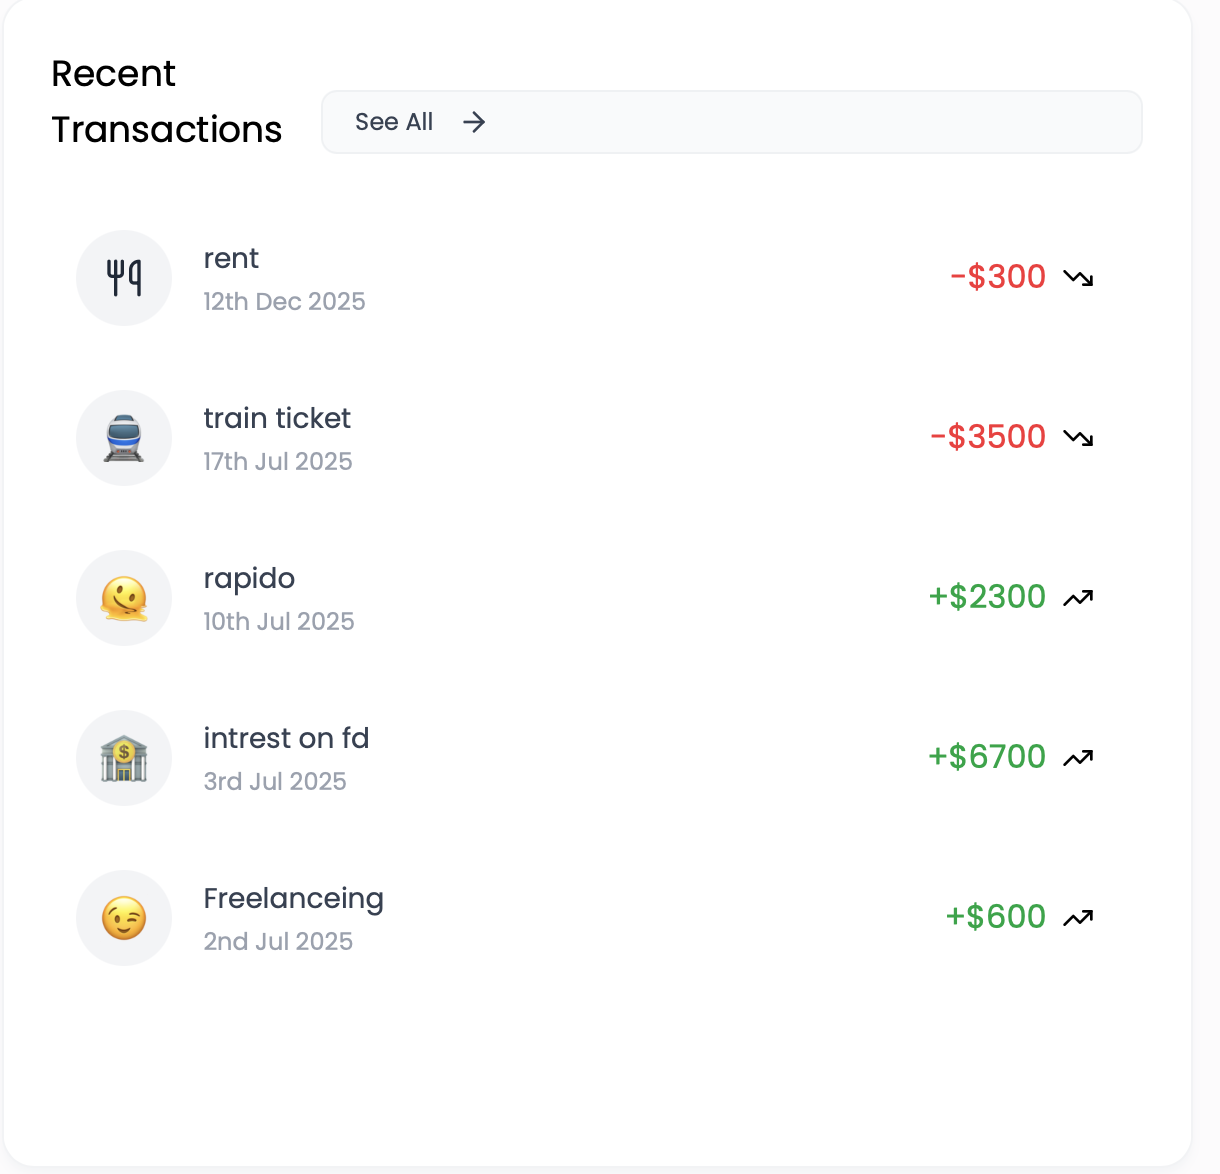 Recent
Transactions
See All
rent
12th Dec 2025
-$300
train ticket
17th Jul 2025
-$3500
rapido
10th Jul 2025
+$2300
intrest on fd
3rd Jul 2025
+$6700
Freelanceing
2nd Jul 2025
+$600